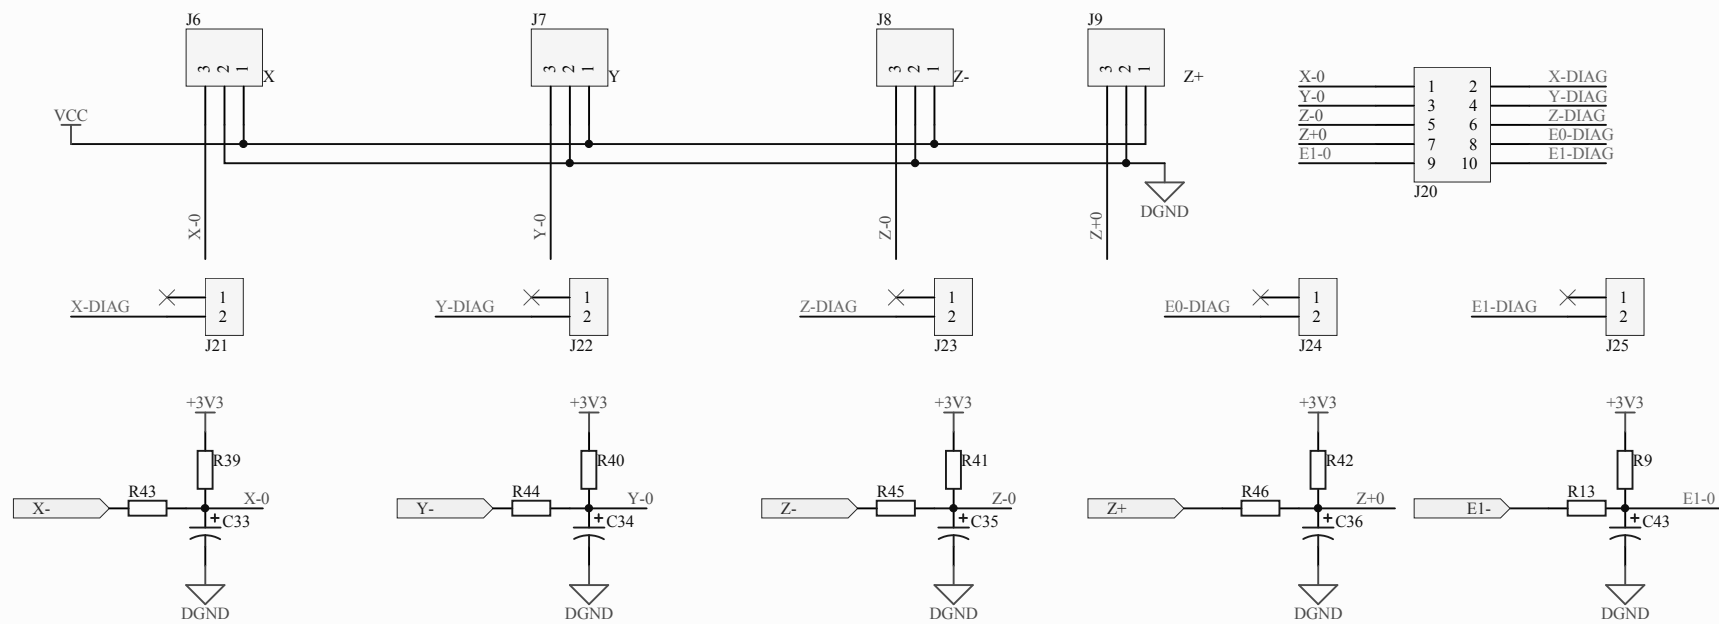 J6
J7
J8
J9
3 2 1 X
3 2 1 Y
3 2 1 Z-
3 2 1 Z+
VCC
X-0 1 2 X-DIAG
Y-0 3 4 Y-DIAG
Z-0 5 6 Z-DIAG
Z+0 7 8 E0-DIAG
E1-0 9 10 E1-DIAG
J20
DGND
X-0
Y-0
Z-0
Z+0
X-DIAG 1 2 J21
Y-DIAG 1 2 J22
Z-DIAG 1 2 J23
E0-DIAG 1 2 J24
E1-DIAG 1 2 J25
+3V3
R39
X- R43 X-0
+ C33
DGND
+3V3
R40
Y- R44 Y-0
+ C34
DGND
+3V3
R41
Z- R45 Z-0
+ C35
DGND
+3V3
R42
Z+ R46 Z+0
+ C36
DGND
+3V3
R9
E1- R13 E1-0
+ C43
DGND